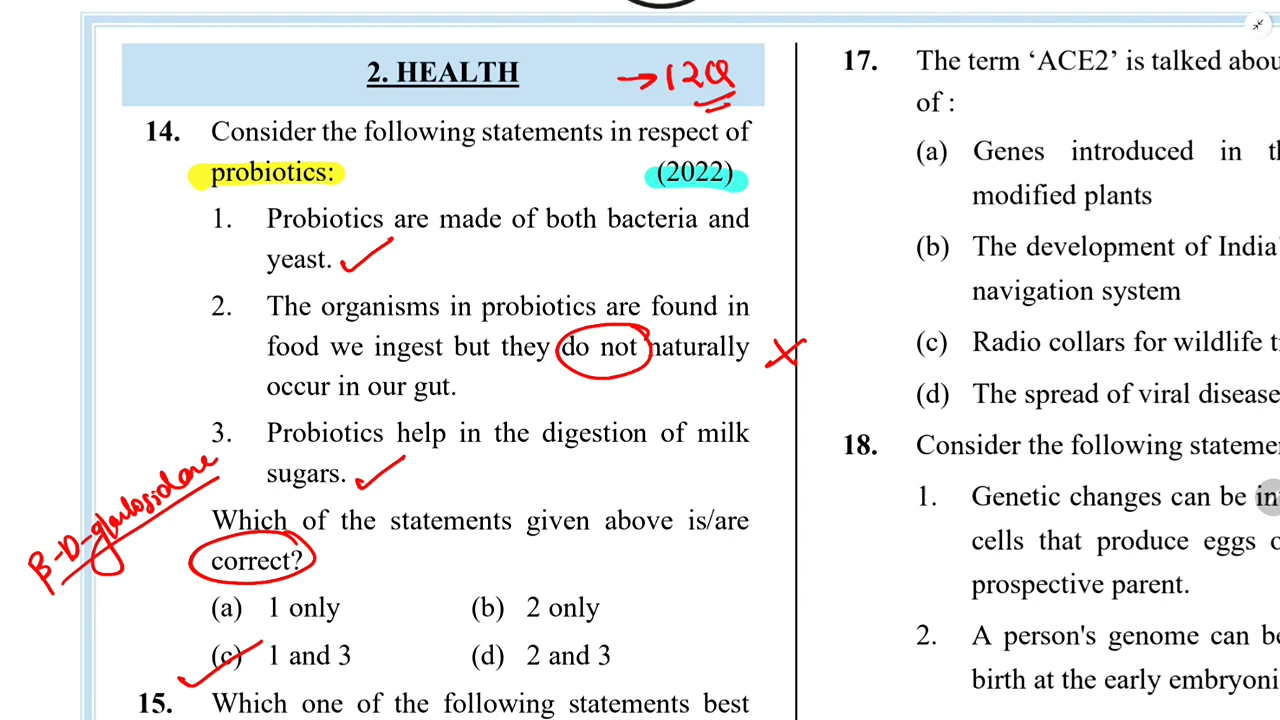 2. HEALTH → 12Q
14. Consider the following statements in respect of
probiotics: (2022)
1. Probiotics are made of both bacteria and
yeast.
2. The organisms in probiotics are found in
food we ingest but they do not naturally
occur in our gut.
3. Probiotics help in the digestion of milk
sugars.
β-D-
Which of the statements given above is/are
correct?
(a) 1 only (b) 2 only
(c) 1 and 3 (d) 2 and 3
15. Which one of the following statements best
17. The term ‘ACE2’ is talked abou
of :
(a) Genes introduced in th
modified plants
(b) The development of India'
navigation system
(c) Radio collars for wildlife t
(d) The spread of viral disease
18. Consider the following stateme
1. Genetic changes can be int
cells that produce eggs o
prospective parent.
2. A person's genome can be
birth at the early embryoni